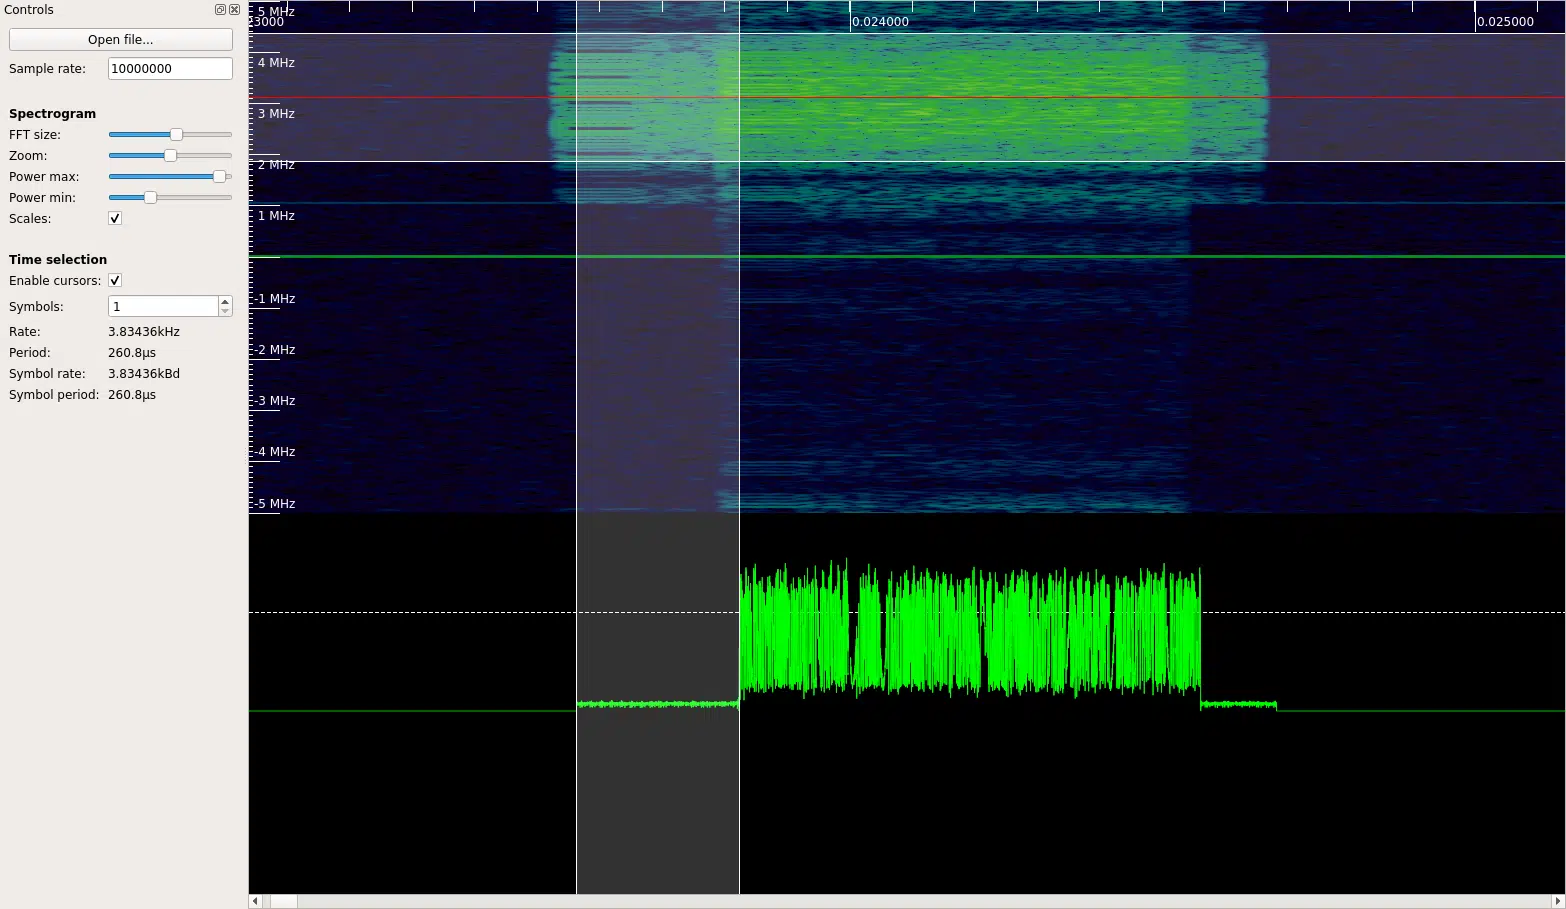 Controls
Open file...
Sample rate: 10000000
Spectrogram
FFT size:
Zoom:
Power max:
Power min:
Scales:
Time selection
Enable cursors:
Symbols: 1
Rate: 3.83436kHz
Period: 260.8µs
Symbol rate: 3.83436kBd
Symbol period: 260.8µs
5 MHz
3000 0.024000 0.025000
4 MHz
3 MHz
2 MHz
1 MHz
-1 MHz
-2 MHz
-3 MHz
-4 MHz
-5 MHz